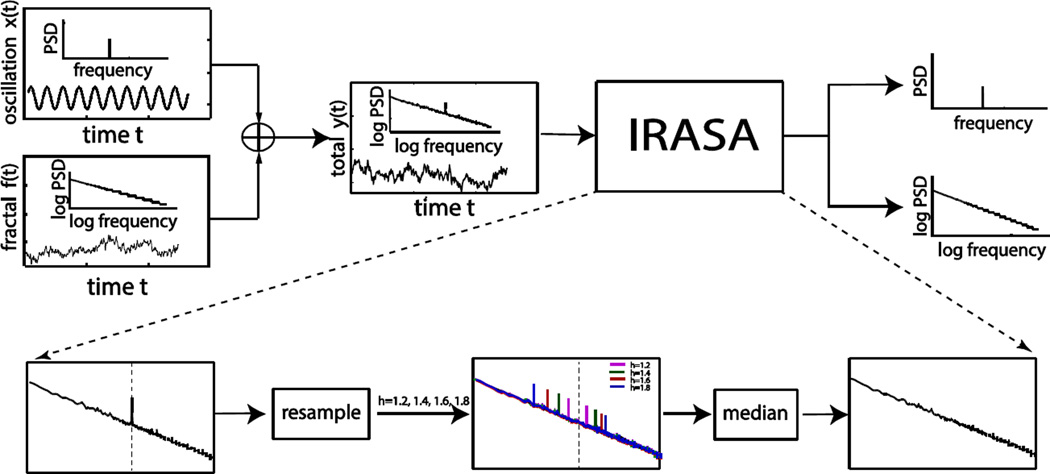 oscillation x(t)
PSD
frequency
time t
fractal f(t)
log PSD
log frequency
time t
total y(t)
log PSD
log frequency
time t
IRASA
PSD
frequency
log PSD
log frequency
resample
h=1.2, 1.4, 1.6, 1.8
h=1.2
h=1.4
h=1.6
h=1.8
median